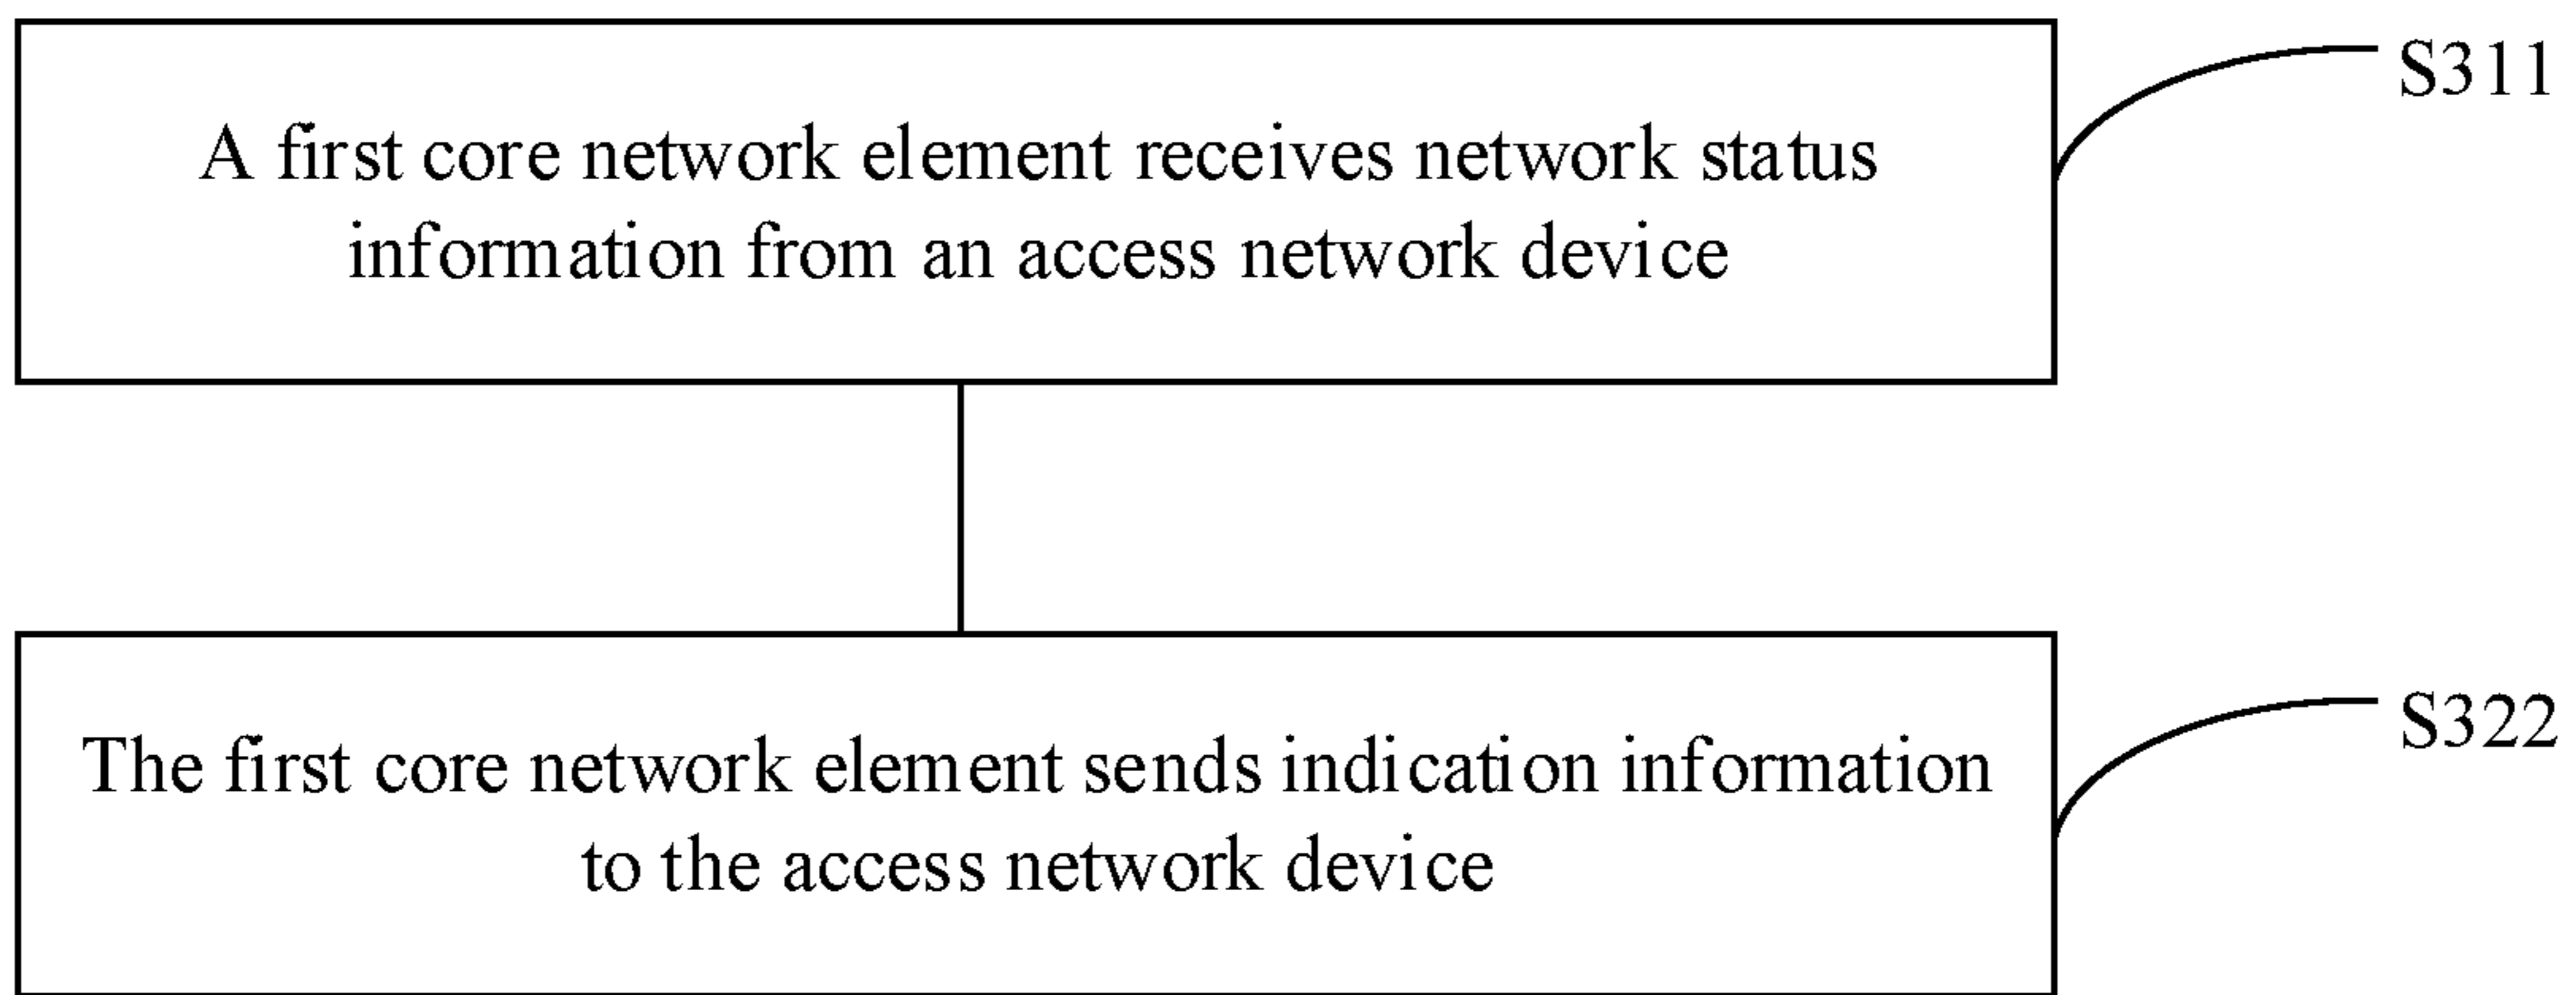 S311
A first core network element receives network status
information from an access network device
S322
The first core network element sends indication information
to the access network device